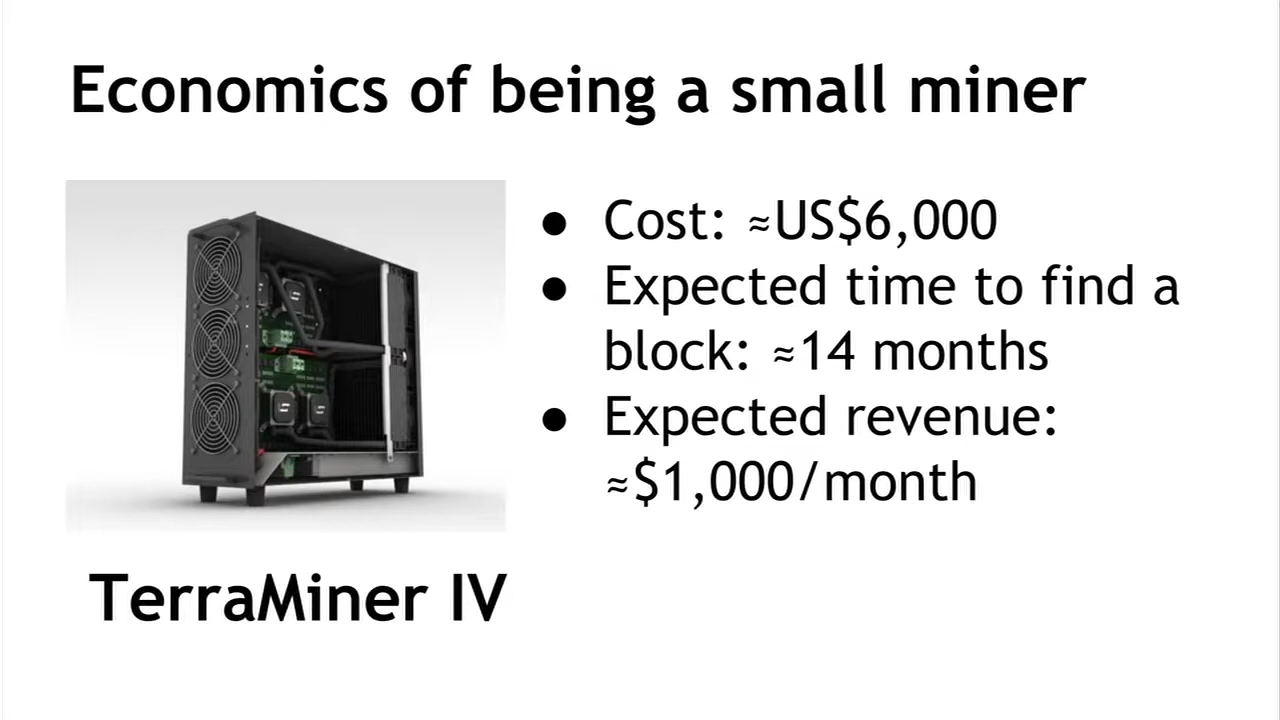 Economics of being a small miner
● Cost: ≈US$6,000
● Expected time to find a
block: ≈14 months
● Expected revenue:
≈$1,000/month
TerraMiner IV